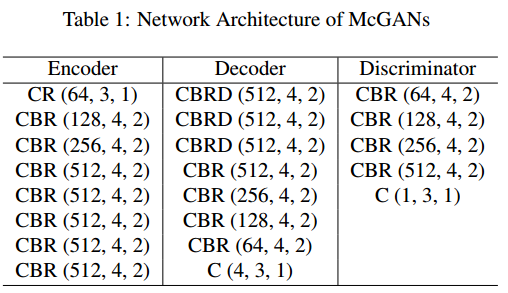 Table 1: Network Architecture of McGANs
Encoder Decoder Discriminator
CR (64, 3, 1) CBRD (512, 4, 2) CBR (64, 4, 2)
CBR (128, 4, 2) CBRD (512, 4, 2) CBR (128, 4, 2)
CBR (256, 4, 2) CBRD (512, 4, 2) CBR (256, 4, 2)
CBR (512, 4, 2) CBR (512, 4, 2) CBR (512, 4, 2)
CBR (512, 4, 2) CBR (256, 4, 2) C (1, 3, 1)
CBR (512, 4, 2) CBR (128, 4, 2)
CBR (512, 4, 2) CBR (64, 4, 2)
CBR (512, 4, 2) C (4, 3, 1)